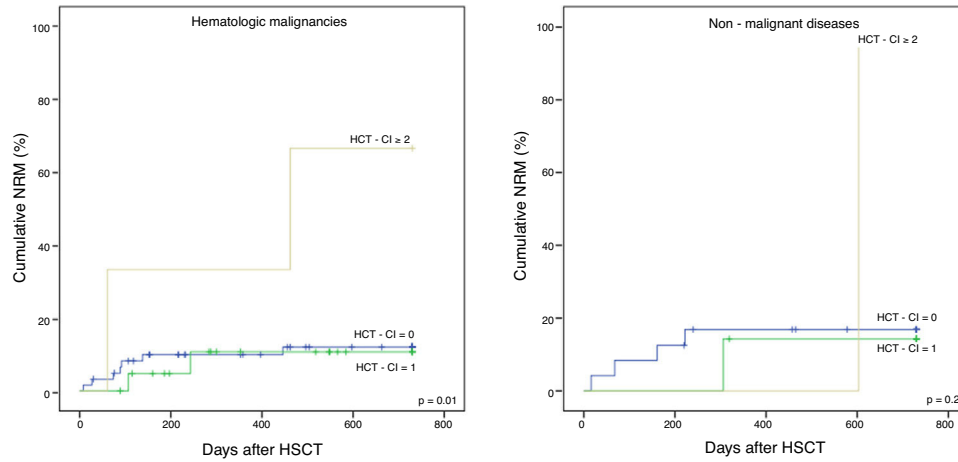 Hematologic malignancies
100
80
60
40
20
0
Cumulative NRM (%)
HCT - CI ≥ 2
HCT - CI = 0
HCT - CI = 1
p = 0.01
0 200 400 600 800
Days after HSCT
Non - malignant diseases
100
80
60
40
20
0
Cumulative NRM (%)
HCT - CI ≥ 2
HCT - CI = 0
HCT - CI = 1
p = 0.2
0 200 400 600 800
Days after HSCT